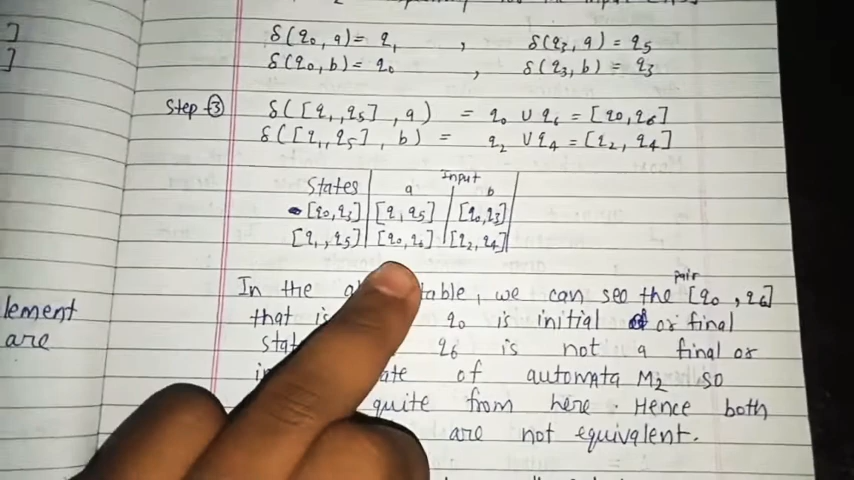 ]
]
lement
are
δ(q0, a) = q1 , δ(q3, a) = q5
δ(q0, b) = q0 , δ(q3, b) = q3
Step-③ δ([q1, q5], a) = q0 ∪ q6 = [q0, q6]
δ([q1, q5], b) = q2 ∪ q4 = [q2, q4]
States Input
a b
[q0, q3] [q1, q5] [q0, q3]
[q1, q5] [q0, q6] [q2, q4]
pair
In the table, we can see the [q0, q6]
that is q0 is initial or final
q6 is not a final or
of automata M2 so
quite from here. Hence both
are not equivalent.